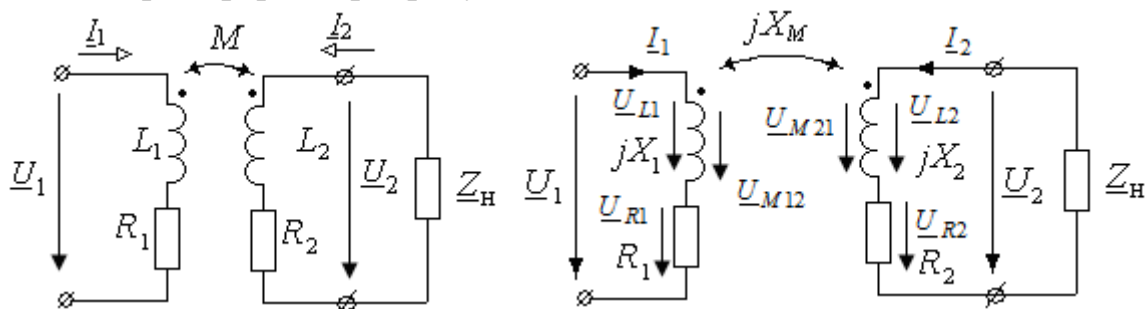 I1 M I2
L1 L2
U1 U2 ZН
R1 R2
I1 jXM I2
UL1 UM21 UL2
jX1 jX2
U1 UM12 U2 ZН
UR1 UR2
R1 R2